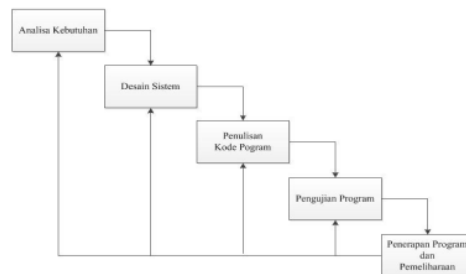 Analisa Kebutuhan
Desain Sistem
Penulisan
Kode Pogram
Pengujian Program
Penerapan Program
dan
Pemeliharaan